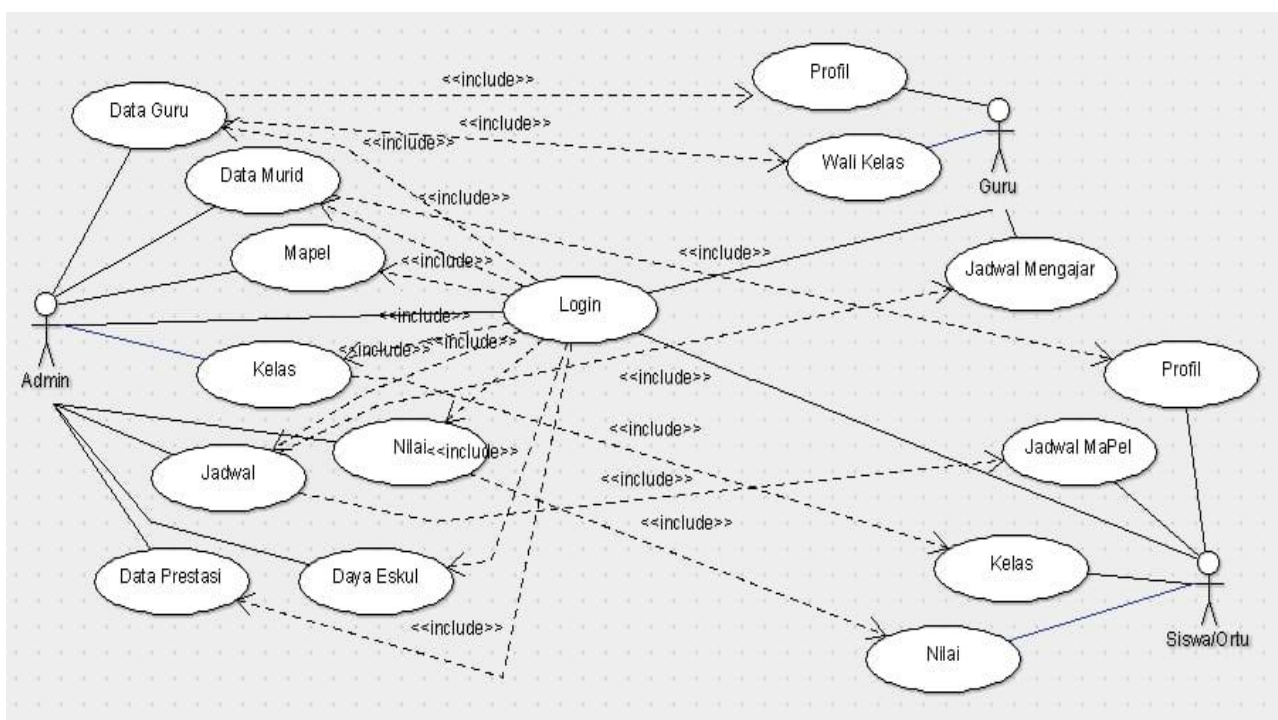 Profil
<<include>>
Data Guru
<<include>>
<<include>>
Wali Kelas
Data Murid
Guru
<<include>>
Mapel
<<include>>
<<include>>
Jadwal Mengajar
Login
<<include>>
<<include>>
<<include>>
Kelas
Admin
<<include>>
Profil
<<include>>
Jadwal MaPel
Nilai
<<include>>
Jadwal
<<include>>
<<include>>
Kelas
Data Prestasi
Daya Eskul
<<include>>
Siswa/Ortu
Nilai